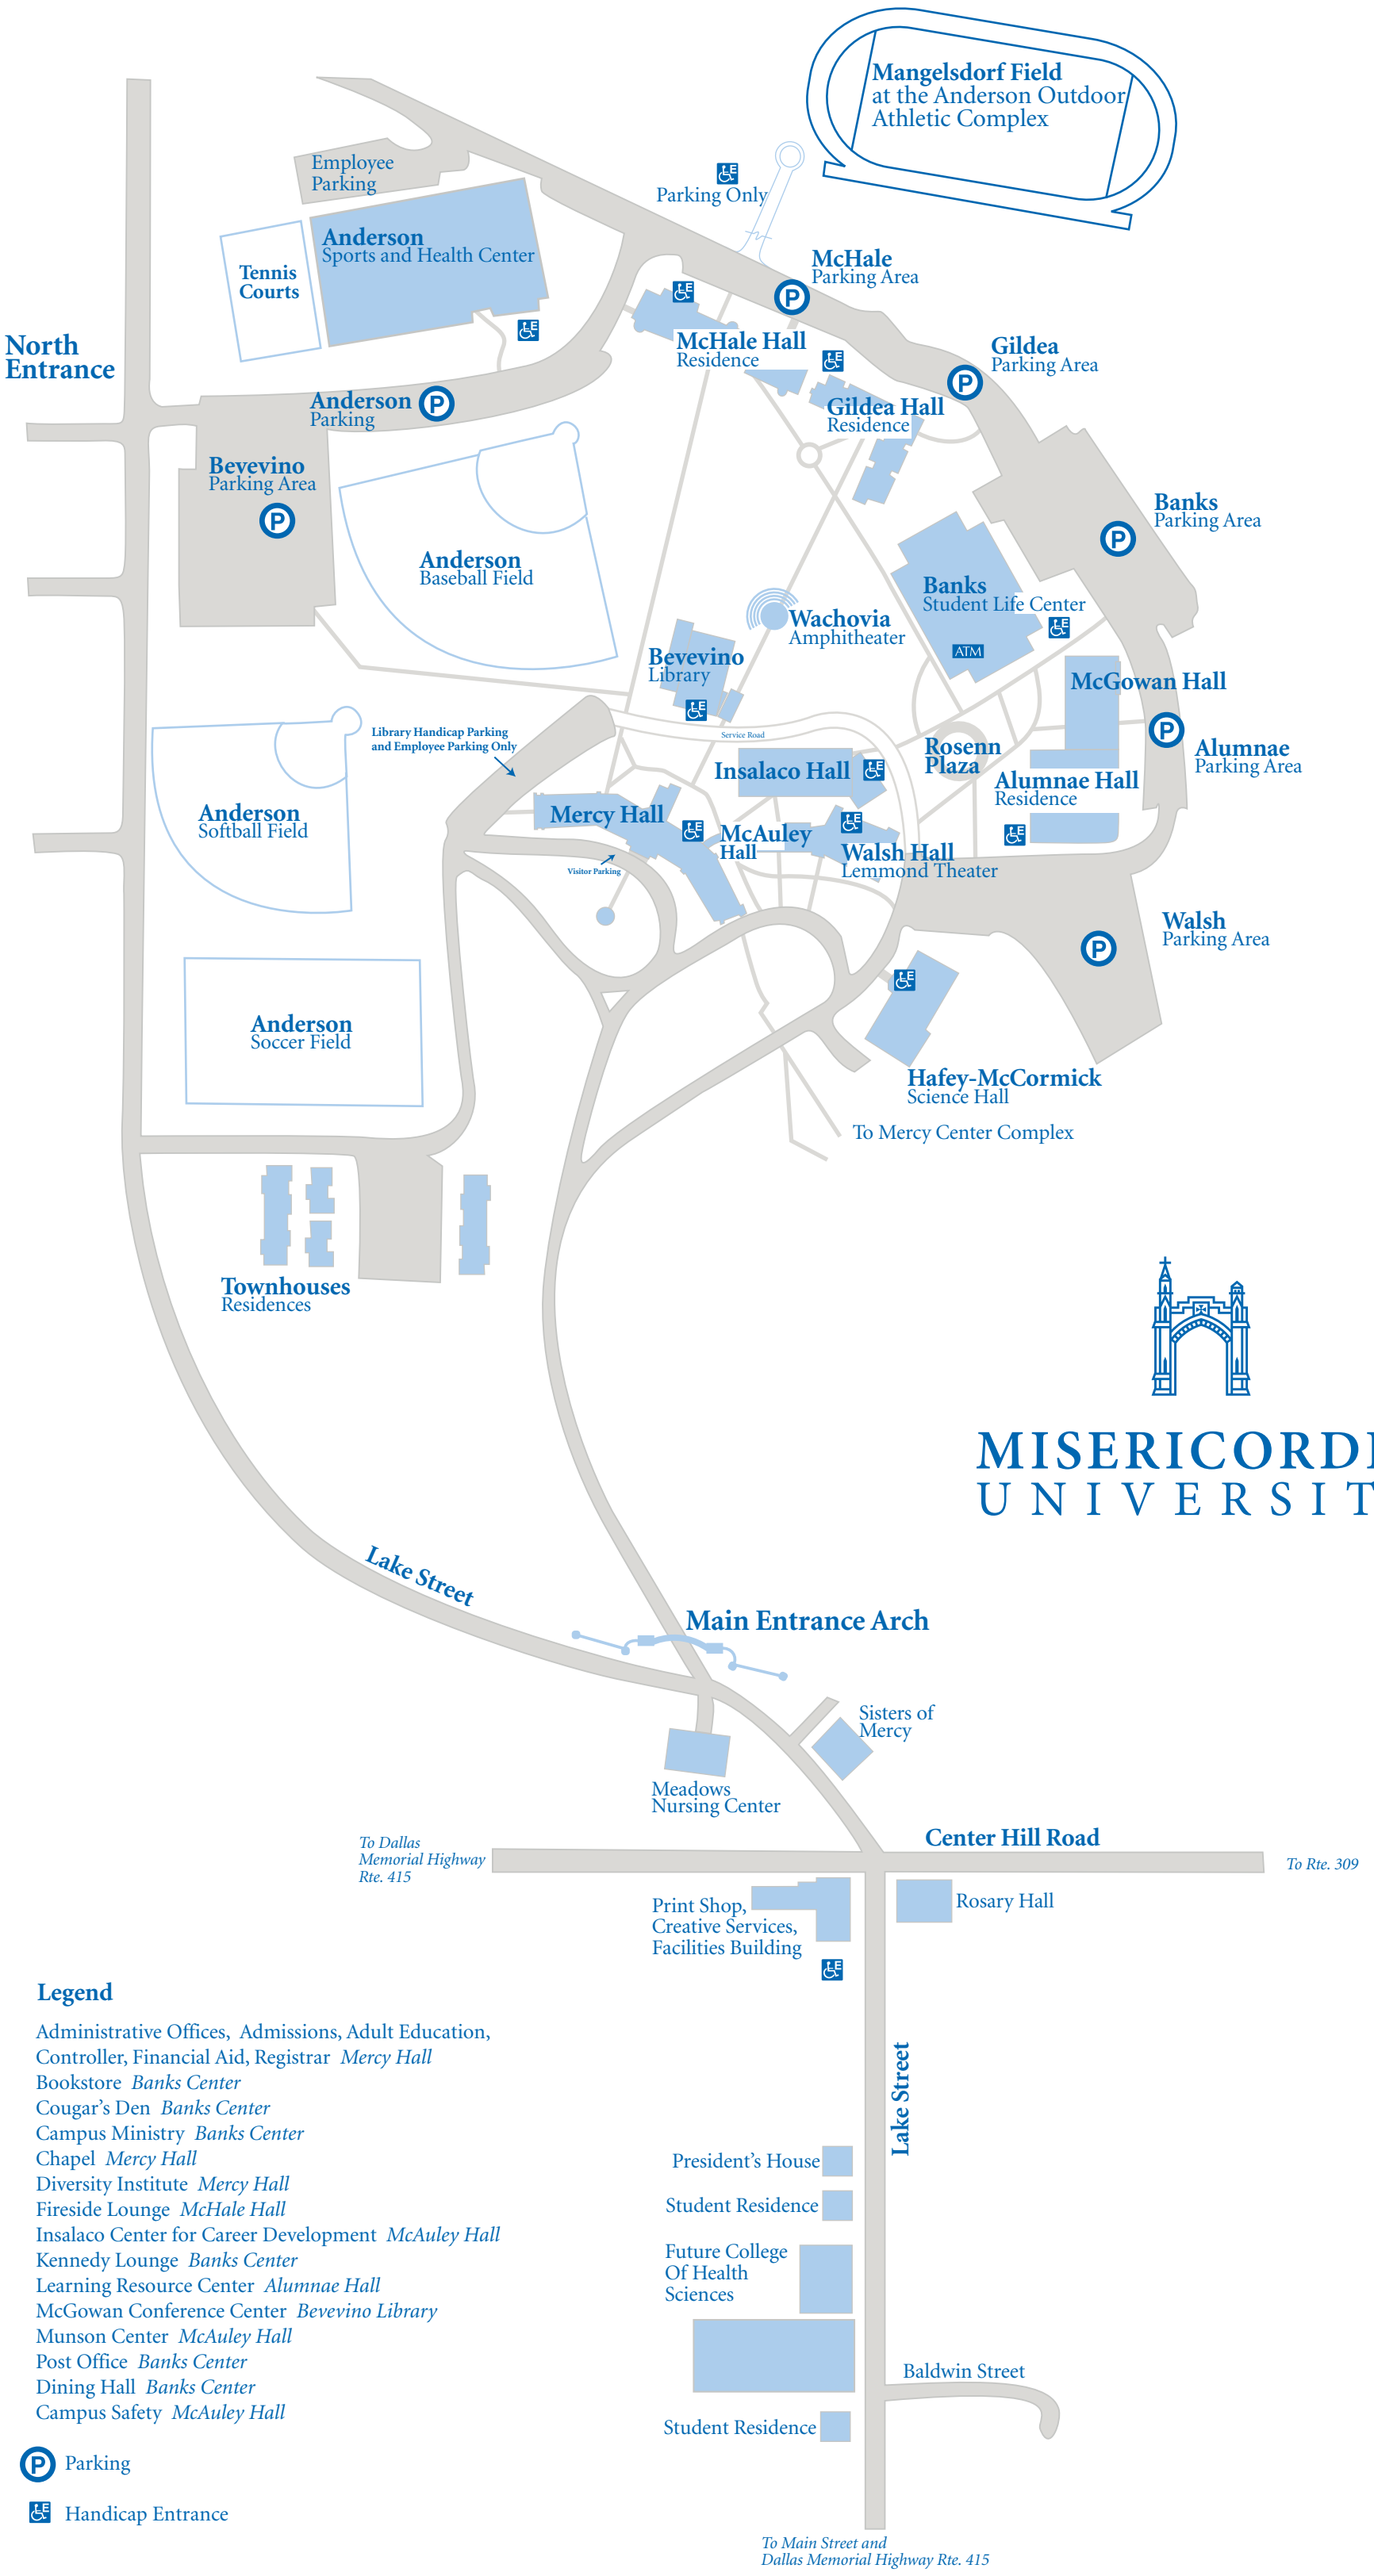 Mangelsdorf Field
at the Anderson Outdoor
Athletic Complex
Employee
Parking
E
Parking Only
Anderson
Sports and Health Center
Tennis
Courts
E
McHale
Parking Area
P
E
McHale Hall
Residence
North
Entrance
Gildea
Parking Area
P
E
Gildea Hall
Residence
Anderson
Parking
P
Bevevino
Parking Area
P
Banks
Parking Area
P
Anderson
Baseball Field
Banks
Student Life Center
E
ATM
Wachovia
Amphitheater
Bevevino
Library
E
McGowan Hall
P
Library Handicap Parking
and Employee Parking Only
Service Road
Rosenn
Plaza
Alumnae
Parking Area
Insalaco Hall
E
Alumnae Hall
Residence
E
Anderson
Softball Field
Mercy Hall
E
McAuley
Hall
E
Walsh Hall
Lemmond Theater
Visitor Parking
Walsh
Parking Area
P
E
Anderson
Soccer Field
Hafey-McCormick
Science Hall
To Mercy Center Complex
Townhouses
Residences
MISERICORDI
UNIVERSIT
Lake Street
Main Entrance Arch
Sisters of
Mercy
Meadows
Nursing Center
Center Hill Road
To Dallas
Memorial Highway
Rte. 415
To Rte. 309
Print Shop,
Creative Services,
Facilities Building
Rosary Hall
E
Lake Street
President's House
Student Residence
Future College
Of Health
Sciences
Baldwin Street
Student Residence
To Main Street and
Dallas Memorial Highway Rte. 415
Legend
Administrative Offices, Admissions, Adult Education,
Controller, Financial Aid, Registrar Mercy Hall
Bookstore Banks Center
Cougar's Den Banks Center
Campus Ministry Banks Center
Chapel Mercy Hall
Diversity Institute Mercy Hall
Fireside Lounge McHale Hall
Insalaco Center for Career Development McAuley Hall
Kennedy Lounge Banks Center
Learning Resource Center Alumnae Hall
McGowan Conference Center Bevevino Library
Munson Center McAuley Hall
Post Office Banks Center
Dining Hall Banks Center
Campus Safety McAuley Hall
P Parking
E Handicap Entrance